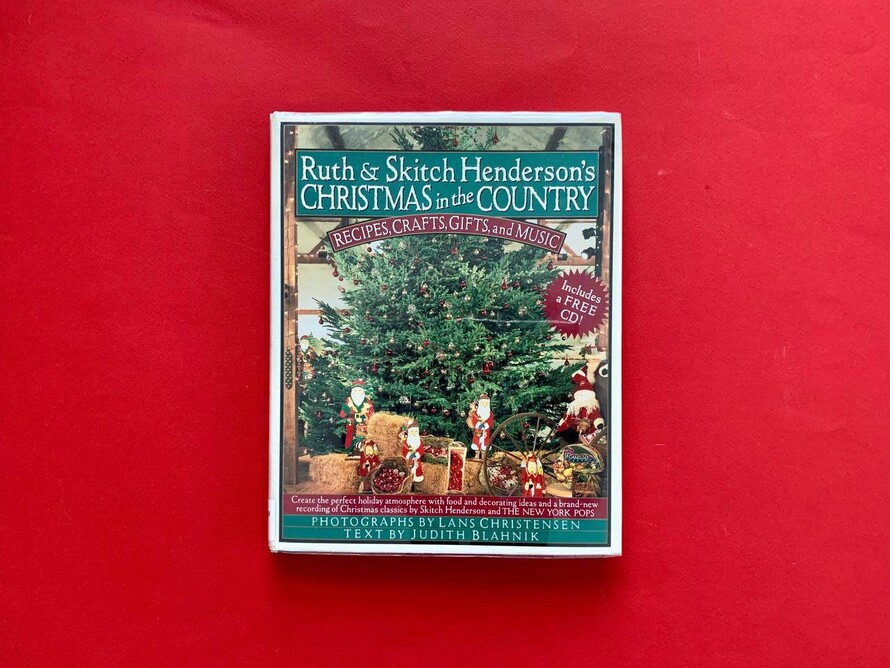 Ruth & Skitch Henderson's
CHRISTMAS in the COUNTRY
RECIPES, CRAFTS, GIFTS, and MUSIC
Includes
a FREE
CD!
Create the perfect holiday atmosphere with food and decorating ideas and a brand-new
recording of Christmas classics by Skitch Henderson and THE NEW YORK POPS
PHOTOGRAPHS BY LANS CHRISTENSEN
TEXT BY JUDITH BLAHNIK